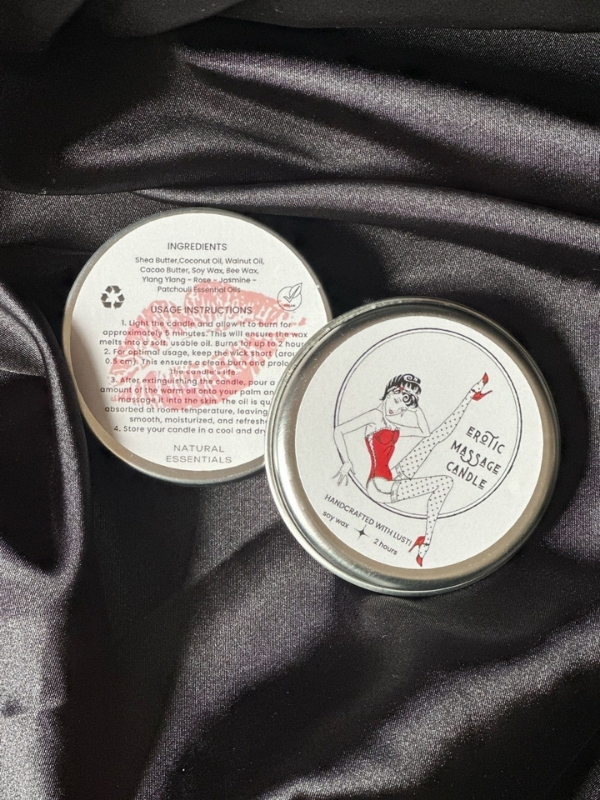 INGREDIENTS
Shea Butter,Coconut Oil, Walnut Oil,
Cacao Butter, Soy Wax, Bee Wax,
Ylang Ylang – Rose – Jasmine –
Patchouli Essential Oils
USAGE INSTRUCTIONS
1. Light the candle and allow it to burn for
approximately 5 minutes. This will ensure the wax
melts into a soft, usable oil. Burns for up to 2 hour
2. For optimal usage, keep the wick short (arou
0.5 cm). This ensures a clean burn and prolo
the candle's
3. After extinguishing the candle, pour a
amount of the warm oil onto your palm an
massage it into the skin. The oil is qu
absorbed at room temperature, leaving
smooth, moisturized, and refreshe
4. Store your candle in a cool and dry
NATURAL
ESSENTIALS
EROTIC
MASSAGE
CANDLE
HANDCRAFTED WITH LUST!
soy wax
2 hours